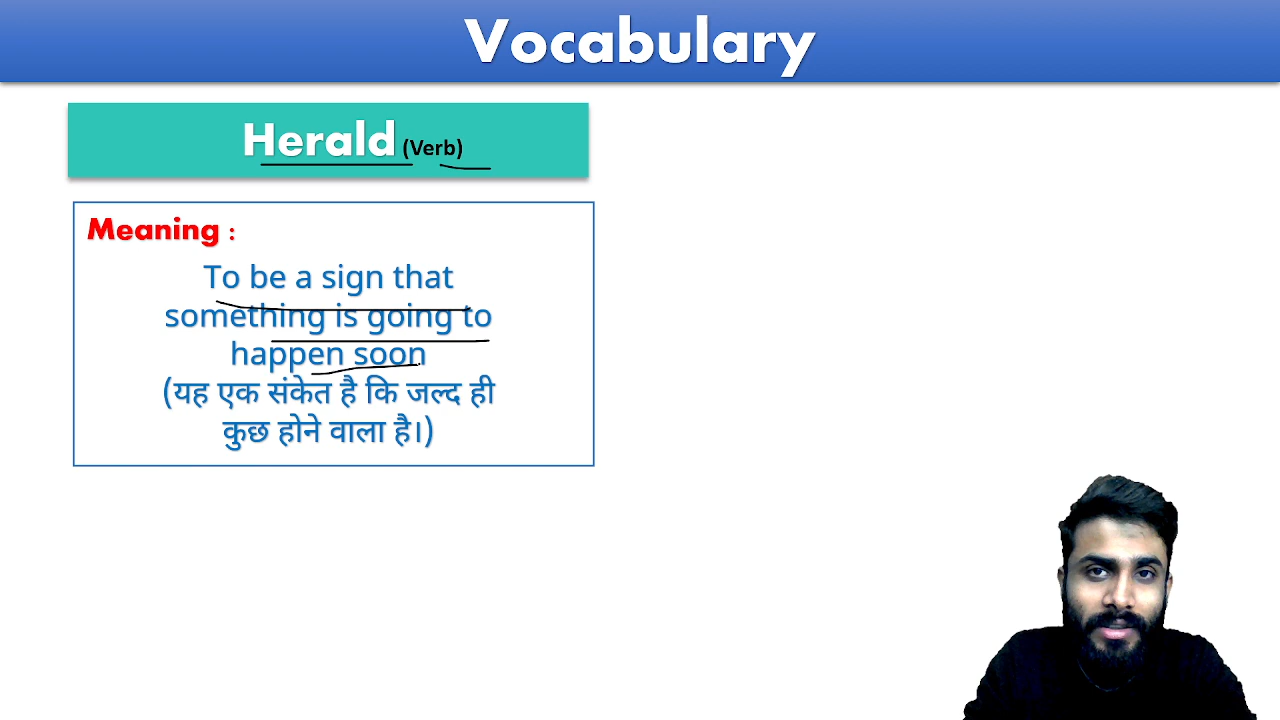 Vocabulary
Herald (Verb)
Meaning :
To be a sign that
something is going to
happen soon
(यह एक संकेत है कि जल्द ही
कुछ होने वाला है।)